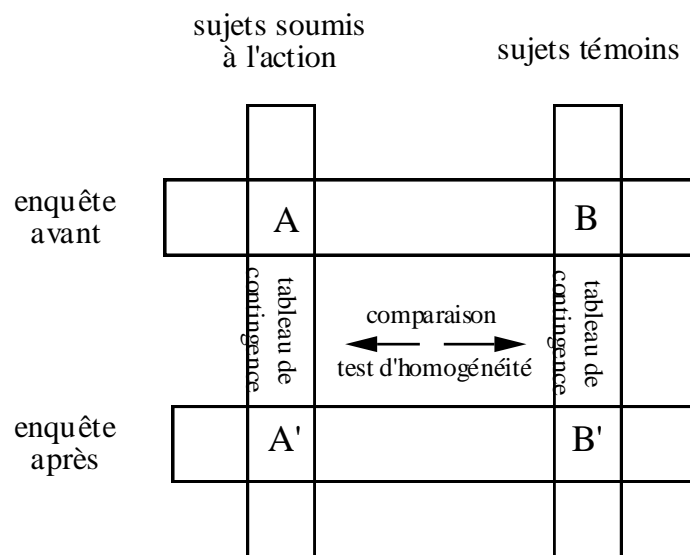 sujets soumis
à l'action
sujets témoins
enquête
avant
A
B
tableau de
contingence
comparaison
test d'homogénéité
tableau de
contingence
enquête
après
A'
B'